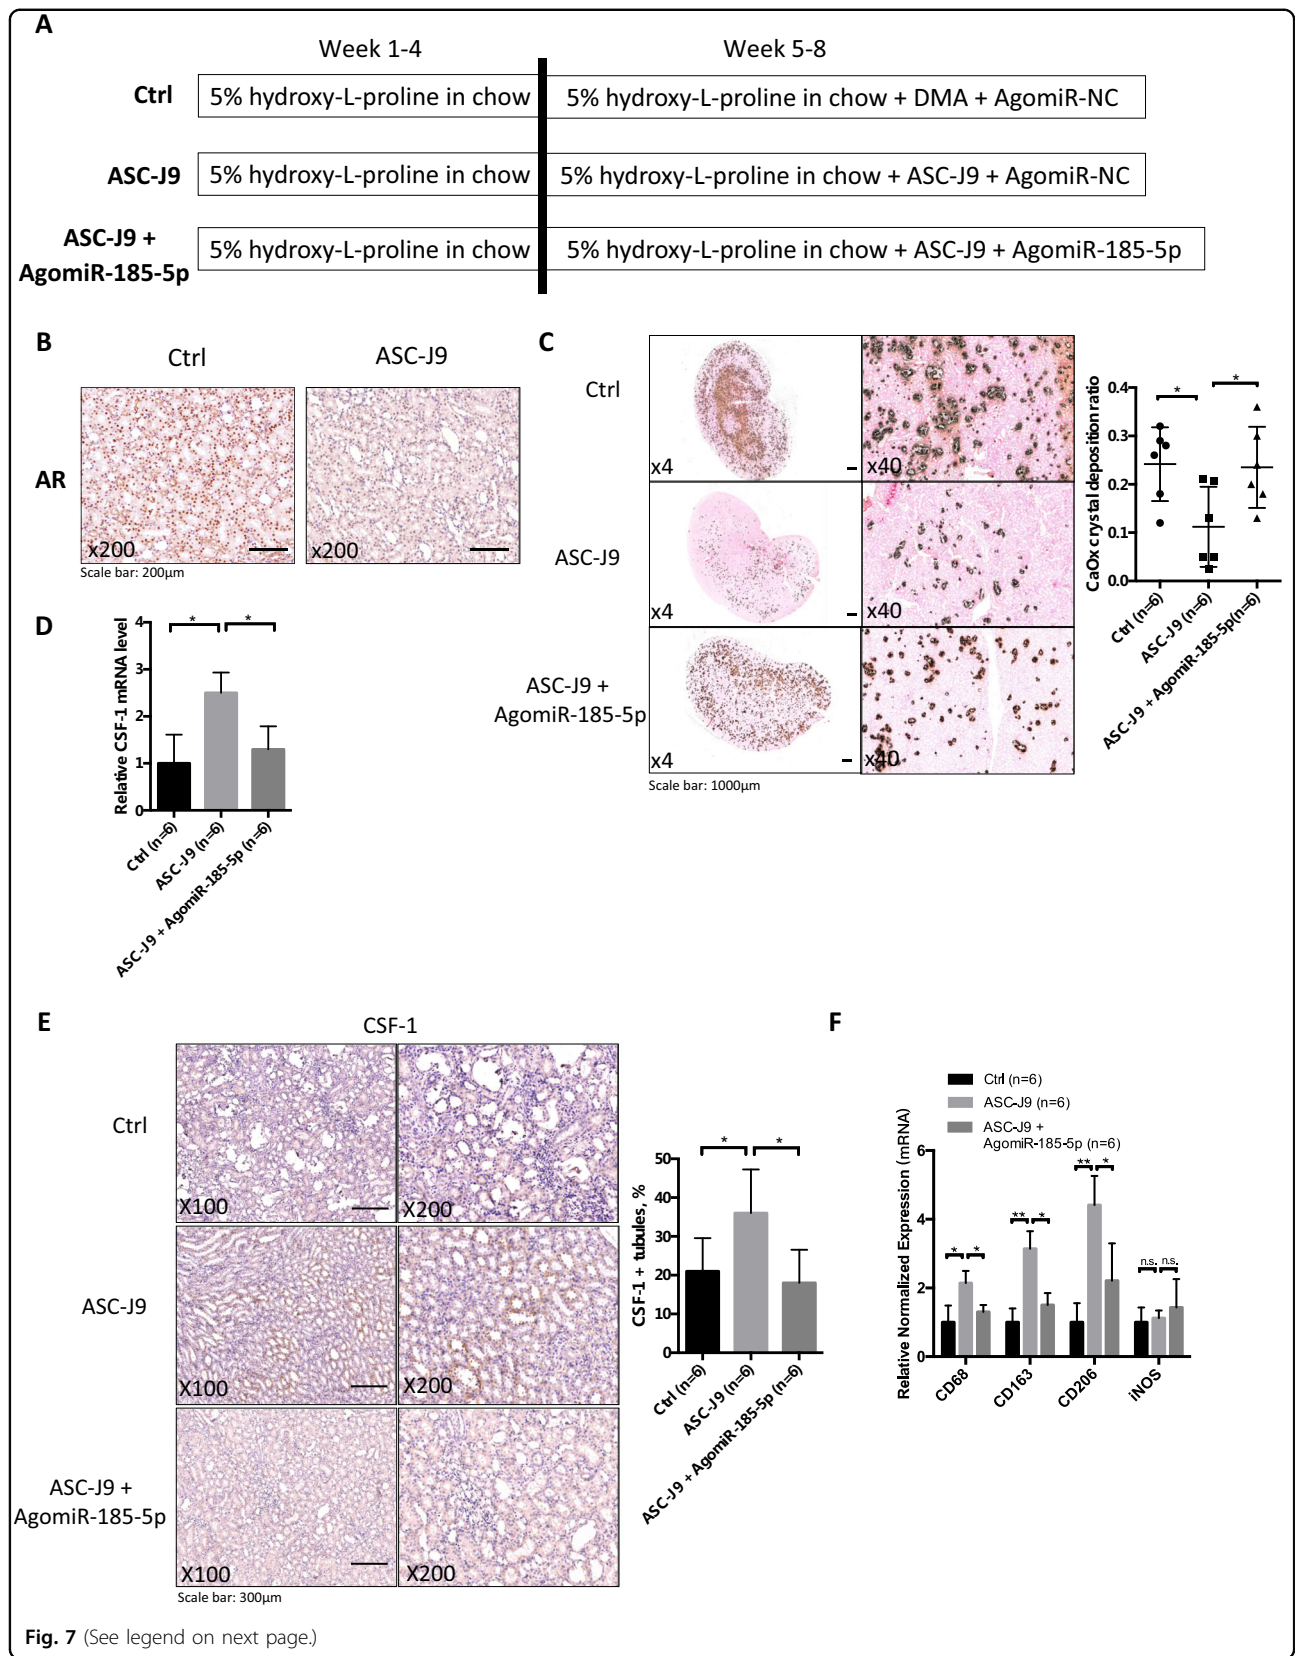 A
Week 1-4
Week 5-8
Ctrl
5% hydroxy-L-proline in chow
5% hydroxy-L-proline in chow + DMA + AgomiR-NC
ASC-J9
5% hydroxy-L-proline in chow
5% hydroxy-L-proline in chow + ASC-J9 + AgomiR-NC
ASC-J9 +
AgomiR-185-5p
5% hydroxy-L-proline in chow
5% hydroxy-L-proline in chow + ASC-J9 + AgomiR-185-5p
B
Ctrl
ASC-J9
AR
x200
x200
Scale bar: 200µm
C
Ctrl
x4
x40
ASC-J9
x4
x40
ASC-J9 +
AgomiR-185-5p
x4
x40
Scale bar: 1000µm
CaOx crystal deposition ratio
0.4
0.3
0.2
0.1
0.0
*
*
Ctrl (n=6)
ASC-J9 (n=6)
ASC-J9 + AgomiR-185-5p(n=6)
D
Relative CSF-1 mRNA level
4
3
2
1
0
*
*
Ctrl (n=6)
ASC-J9 (n=6)
ASC-J9 + AgomiR-185-5p (n=6)
E
CSF-1
Ctrl
X100
X200
ASC-J9
X100
X200
ASC-J9 +
AgomiR-185-5p
X100
X200
Scale bar: 300µm
CSF-1 + tubules, %
50
40
30
20
10
0
*
*
Ctrl (n=6)
ASC-J9 (n=6)
ASC-J9 + AgomiR-185-5p (n=6)
F
Ctrl (n=6)
ASC-J9 (n=6)
ASC-J9 +
AgomiR-185-5p (n=6)
Relative Normalized Expression (mRNA)
6
4
2
0
*
*
**
*
**
*
n.s.
n.s.
CD68
CD163
CD206
iNOS
Fig. 7 (See legend on next page.)